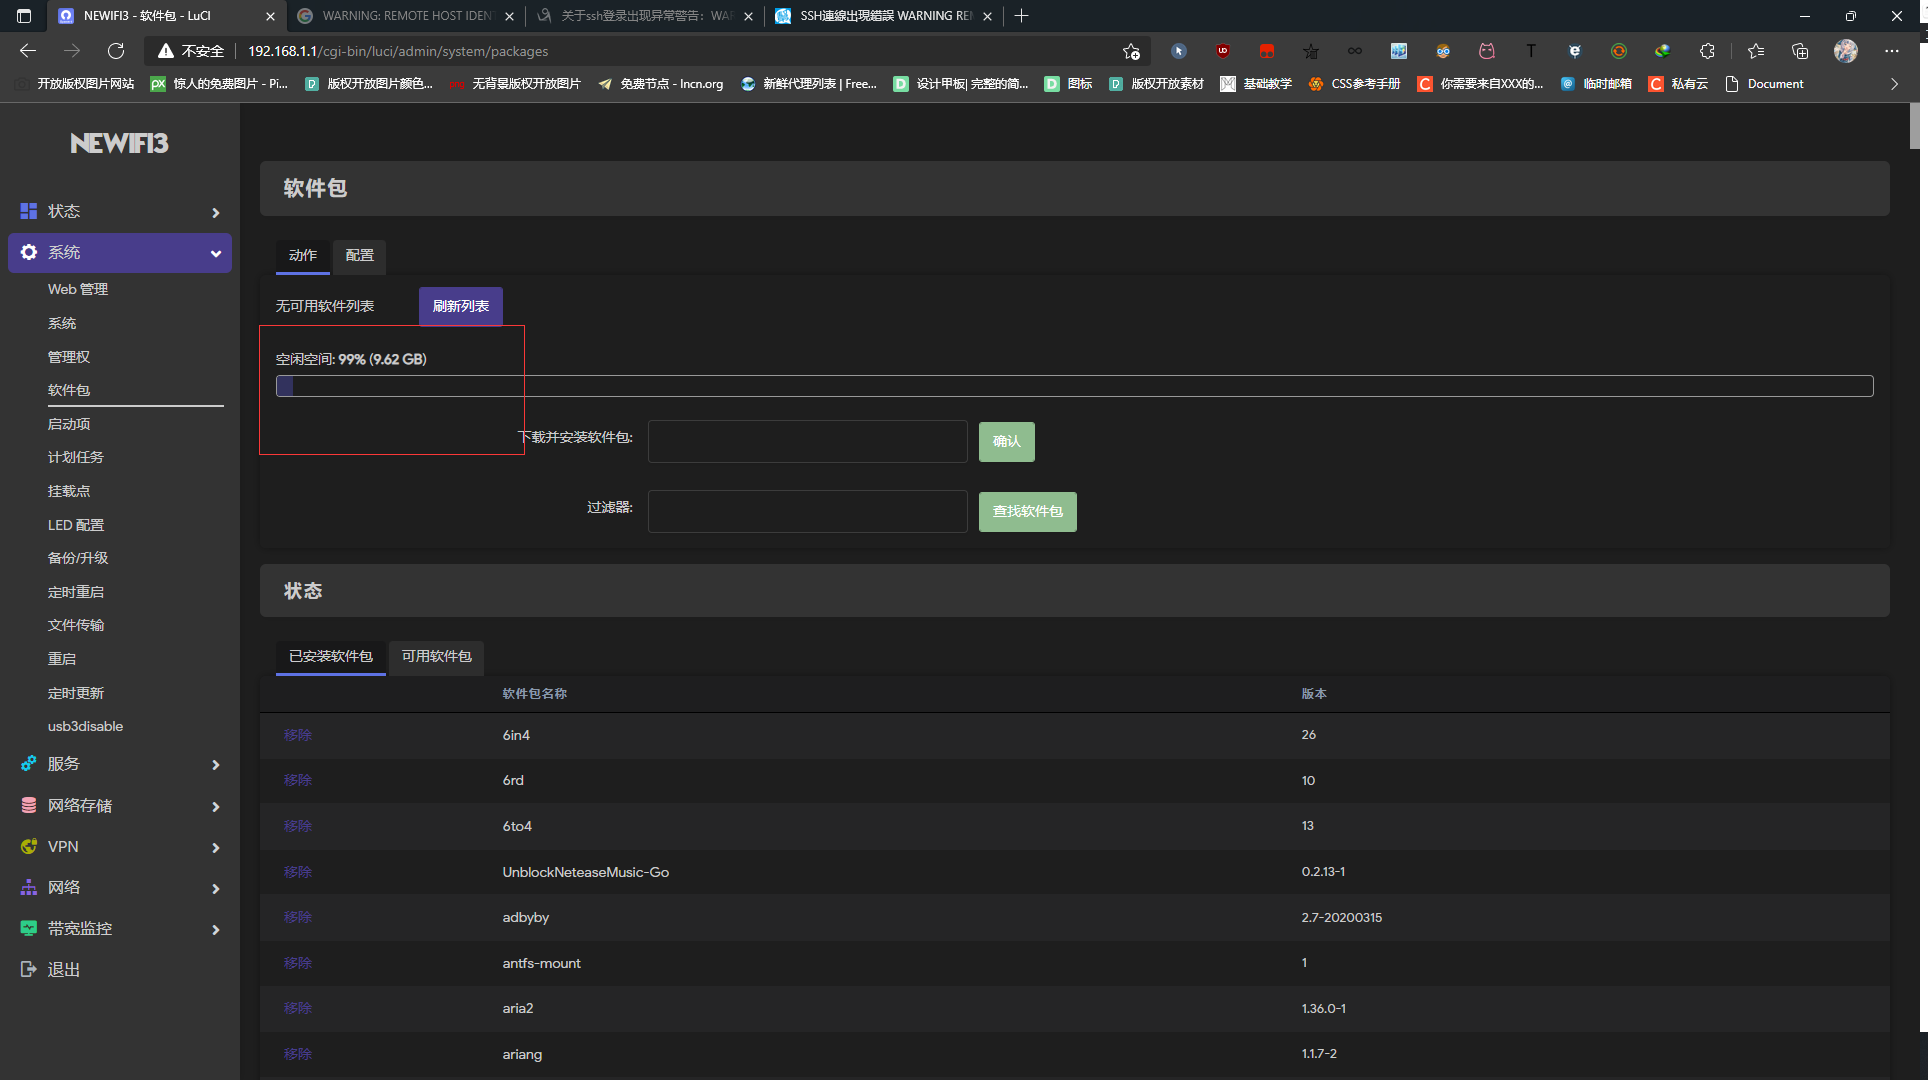 NEWIFI3 - 软件包 - LuCI
WARNING: REMOTE HOST IDEN
关于ssh登录出现异常警告：WAR
SSH連線出現錯誤 WARNING REM
不安全
192.168.1.1/cgi-bin/luci/admin/system/packages
开放版权图片网站
惊人的免费图片 - Pi...
版权开放图片颜色...
无背景版权开放图片
免费节点 - lncn.org
新鲜代理列表 | Free...
设计甲板| 完整的简...
图标
版权开放素材
基础教学
CSS参考手册
你需要来自XXX的...
临时邮箱
私有云
Document
NEWIFI3
状态
系统
Web 管理
系统
管理权
软件包
启动项
计划任务
挂载点
LED 配置
备份/升级
定时重启
文件传输
重启
定时更新
usb3disable
服务
网络存储
VPN
网络
带宽监控
退出
软件包
动作 配置
无可用软件列表 刷新列表
空闲空间: 99% (9.62 GB)
下载并安装软件包: 确认
过滤器: 查找软件包
状态
已安装软件包 可用软件包
软件包名称 版本
移除 6in4 26
移除 6rd 10
移除 6to4 13
移除 UnblockNeteaseMusic-Go 0.2.13-1
移除 adbyby 2.7-20200315
移除 antfs-mount 1
移除 aria2 1.36.0-1
移除 ariang 1.1.7-2